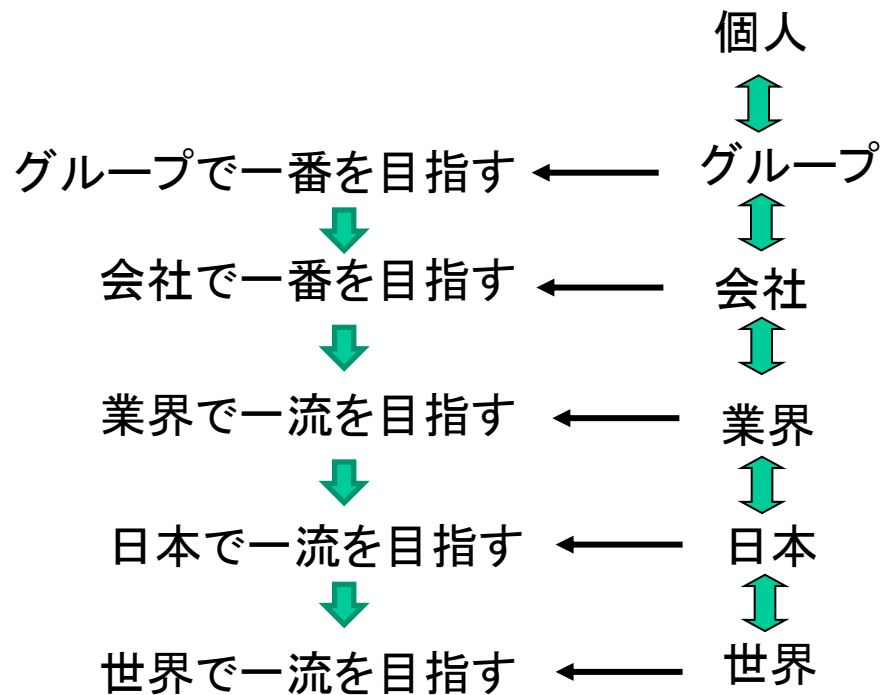 個人
グループで一番を目指す
グループ
会社で一番を目指す
会社
業界で一流を目指す
業界
日本で一流を目指す
日本
世界で一流を目指す
世界